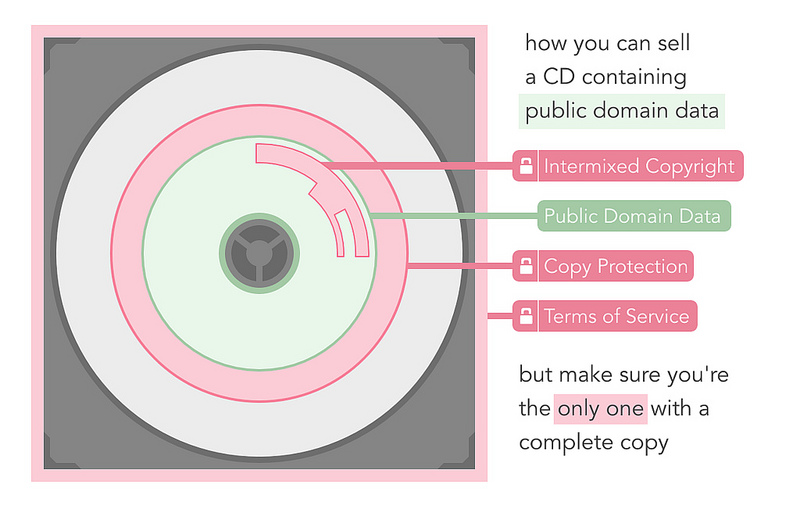 how you can sell
a CD containing
public domain data
Intermixed Copyright
Public Domain Data
Copy Protection
Terms of Service
but make sure you're
the only one with a
complete copy